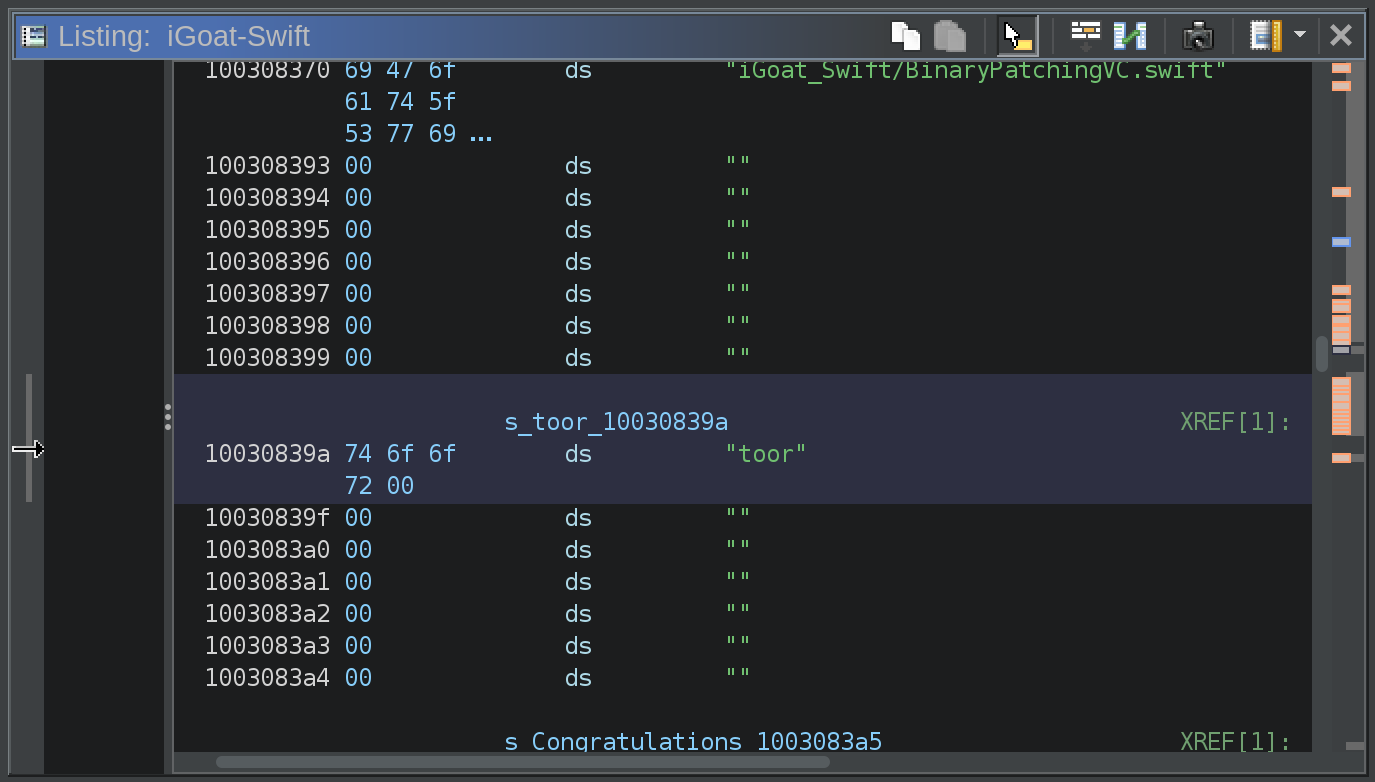 Listing: iGoat-Swift
100308370 69 47 6f ds "iGoat_Swift/BinaryPatchingVC.swift"
61 74 5f
53 77 69 ...
100308393 00 ds ""
100308394 00 ds ""
100308395 00 ds ""
100308396 00 ds ""
100308397 00 ds ""
100308398 00 ds ""
100308399 00 ds ""
s_toor_10030839a XREF[1]:
10030839a 74 6f 6f ds "toor"
72 00
10030839f 00 ds ""
1003083a0 00 ds ""
1003083a1 00 ds ""
1003083a2 00 ds ""
1003083a3 00 ds ""
1003083a4 00 ds ""
s_Congratulations_1003083a5 XREF[1]: